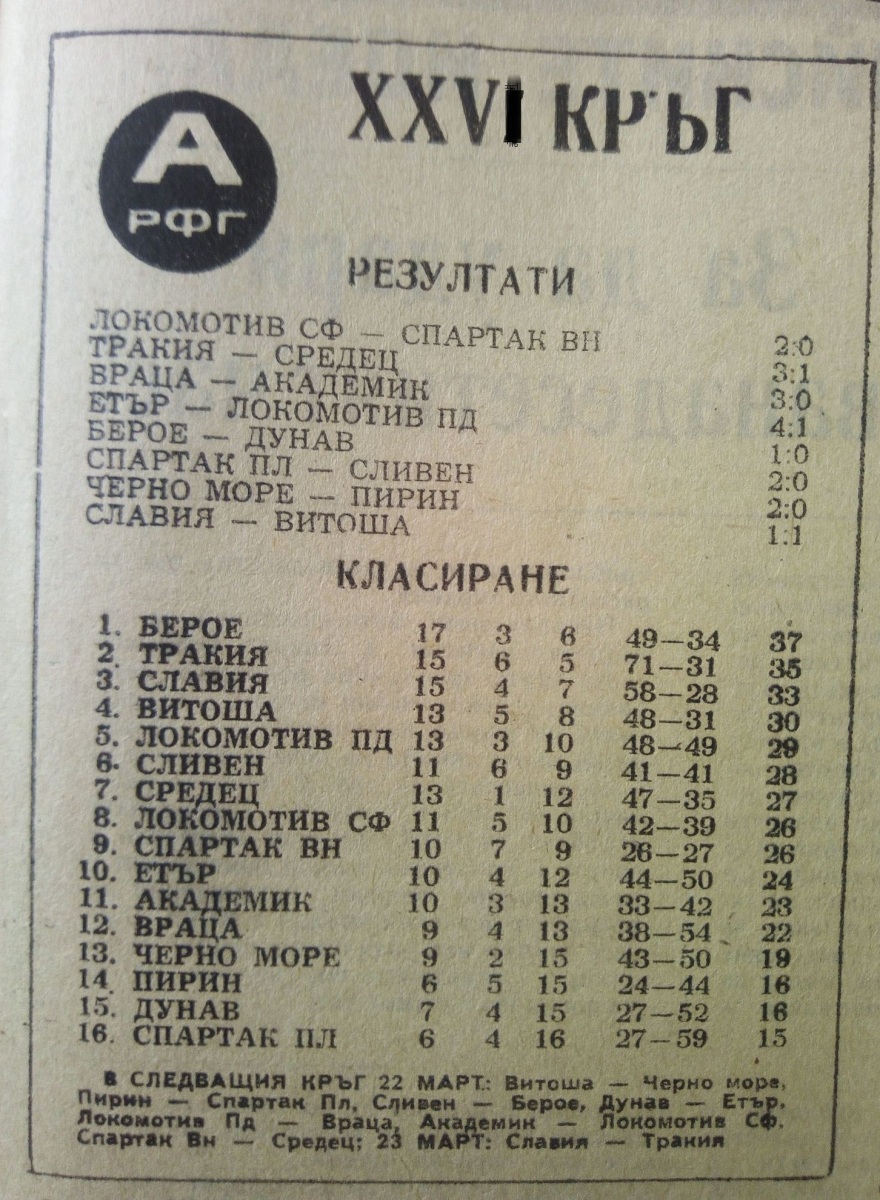 А
РФГ
XXVI КРЪГ
РЕЗУЛТАТИ
ЛОКОМОТИВ СФ — СПАРТАК ВН 2:0
ТРАКИЯ — СРЕДЕЦ 3:1
ВРАЦА — АКАДЕМИК 3:0
ЕТЪР — ЛОКОМОТИВ ПД 4:1
БЕРОЕ — ДУНАВ 1:0
СПАРТАК ПЛ — СЛИВЕН 2:0
ЧЕРНО МОРЕ — ПИРИН 2:0
СЛАВИЯ — ВИТОША 1:1
КЛАСИРАНЕ
1. БЕРОЕ 17 3 6 49—34 37
2. ТРАКИЯ 15 6 5 71—31 35
3. СЛАВИЯ 15 4 7 58—28 33
4. ВИТОША 13 5 8 48—31 30
5. ЛОКОМОТИВ ПД 13 3 10 48—49 29
6. СЛИВЕН 11 6 9 41—41 28
7. СРЕДЕЦ 13 1 12 47—35 27
8. ЛОКОМОТИВ СФ 11 5 10 42—39 26
9. СПАРТАК ВН 10 7 9 26—27 26
10. ЕТЪР 10 4 12 44—50 24
11. АКАДЕМИК 10 3 13 33—42 23
12. ВРАЦА 9 4 13 38—54 22
13. ЧЕРНО МОРЕ 9 2 15 43—50 19
14. ПИРИН 6 5 15 24—44 16
15. ДУНАВ 7 4 15 27—52 16
16. СПАРТАК ПЛ 6 4 16 27—59 15
В СЛЕДВАЩИЯ КРЪГ 22 МАРТ: Витоша — Черно море,
Пирин — Спартак Пл, Сливен — Берое, Дунав — Етър,
Локомотив Пд — Враца, Академик — Локомотив Сф.
Спартак Вн — Средец; 23 МАРТ: Славия — Тракия